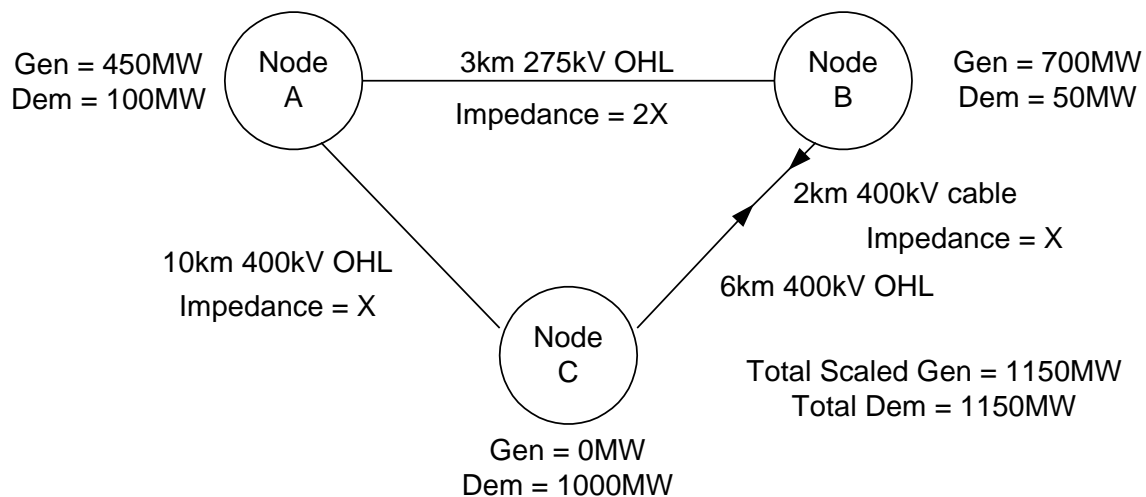 Gen = 450MW
Dem = 100MW
Node
A
3km 275kV OHL
Impedance = 2X
Node
B
Gen = 700MW
Dem = 50MW
2km 400kV cable
Impedance = X
10km 400kV OHL
Impedance = X
6km 400kV OHL
Node
C
Total Scaled Gen = 1150MW
Total Dem = 1150MW
Gen = 0MW
Dem = 1000MW